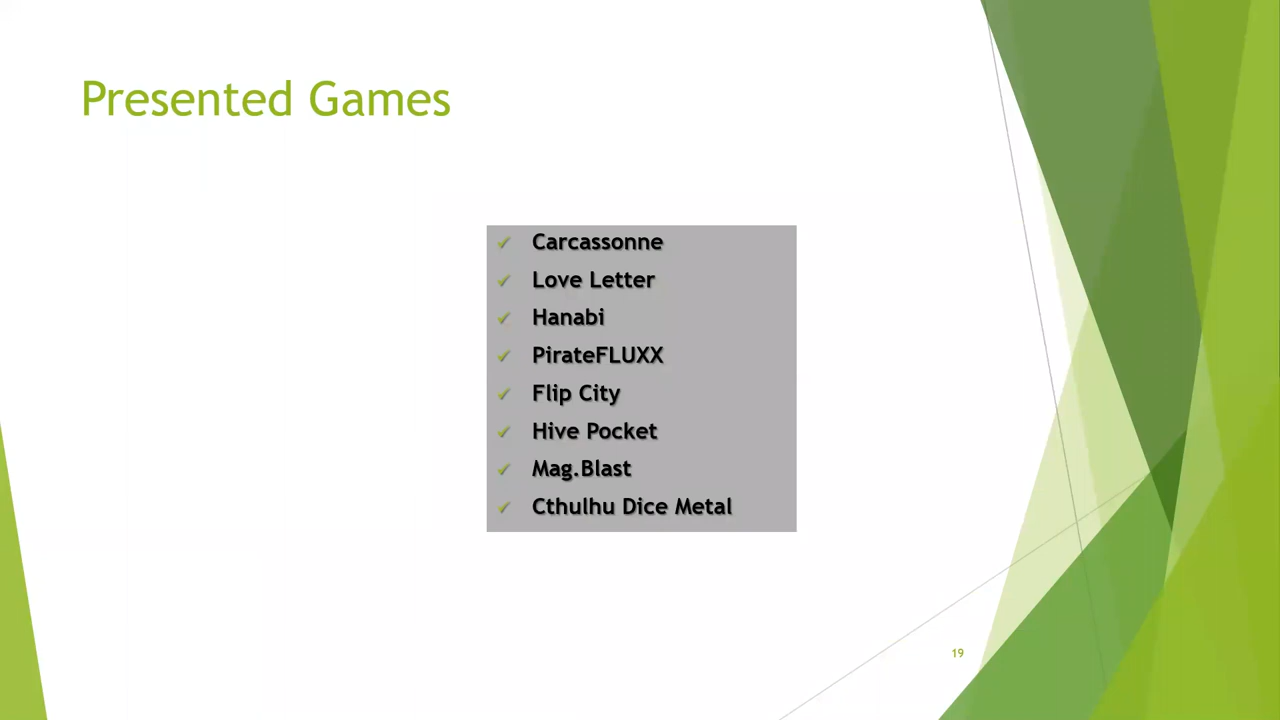 Presented Games
✓ Carcassonne
✓ Love Letter
✓ Hanabi
✓ PirateFLUXX
✓ Flip City
✓ Hive Pocket
✓ Mag.Blast
✓ Cthulhu Dice Metal
19